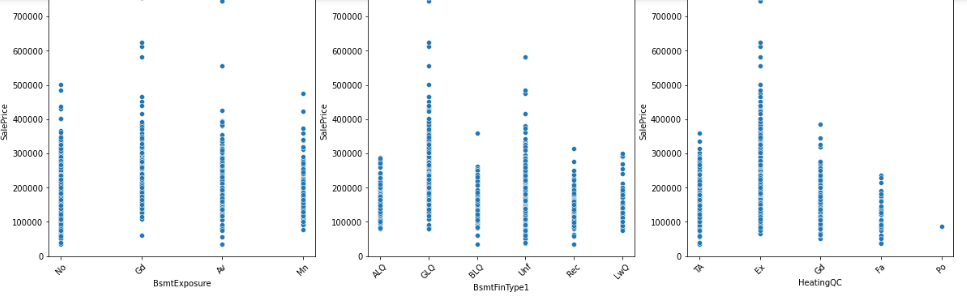 700000
600000
500000
400000
300000
200000
100000
0
SalePrice
No
Gd
Av
Mn
BsmtExposure
700000
600000
500000
400000
300000
200000
100000
0
SalePrice
ALQ
GLQ
BLQ
Unf
Rec
LwQ
BsmtFinType1
700000
600000
500000
400000
300000
200000
100000
0
SalePrice
TA
Ex
Gd
Fa
Po
HeatingQC